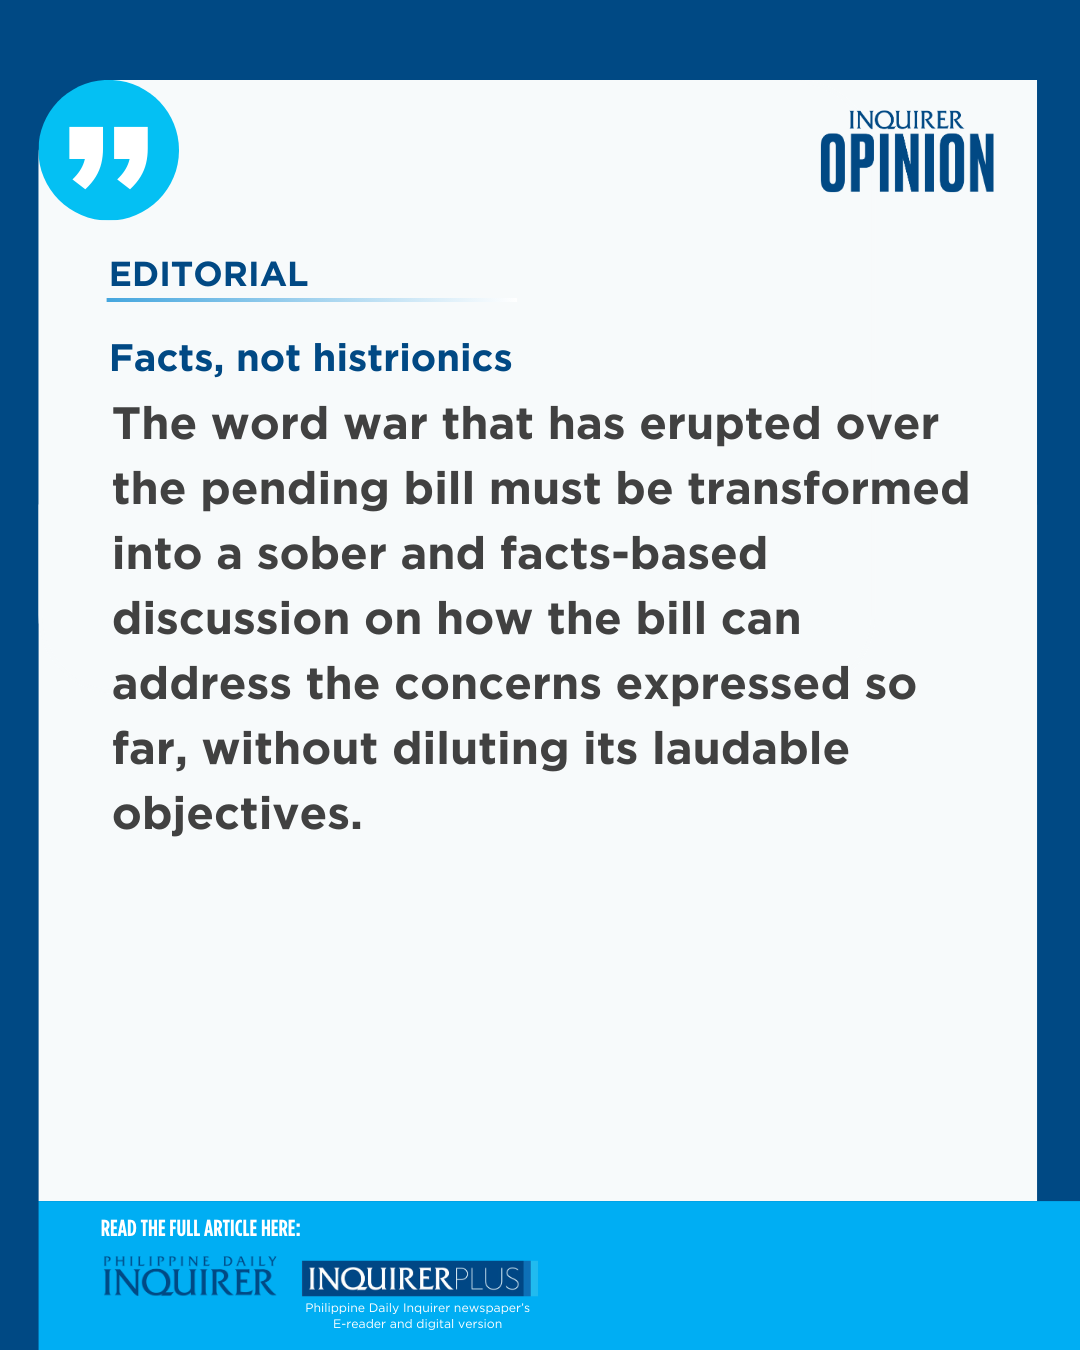 INQUIRER
OPINION
EDITORIAL
Facts, not histrionics
The word war that has erupted over
the pending bill must be transformed
into a sober and facts-based
discussion on how the bill can
address the concerns expressed so
far, without diluting its laudable
objectives.
READ THE FULL ARTICLE HERE:
PHILIPPINE DAILY
INQUIRER
INQUIRERPLUS
Philippine Daily Inquirer newspaper's
E-reader and digital version